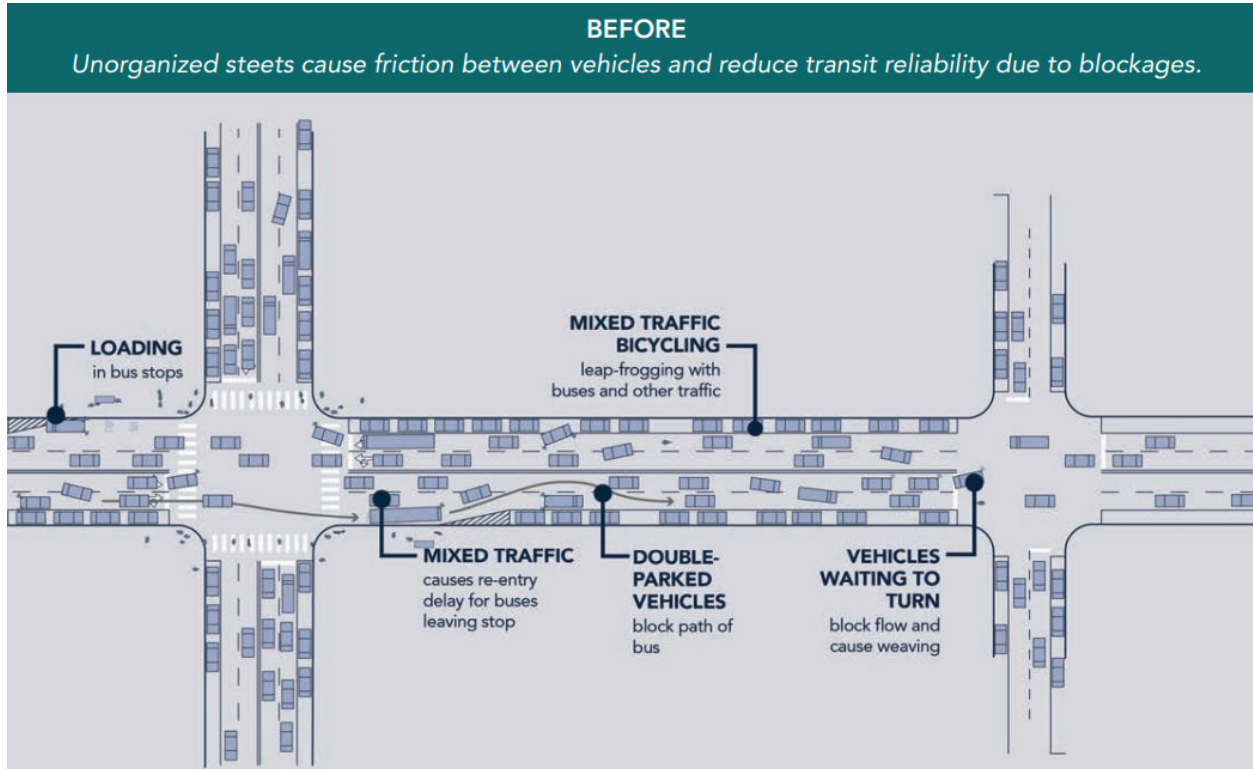 BEFORE
Unorganized steets cause friction between vehicles and reduce transit reliability due to blockages.
LOADING
in bus stops
MIXED TRAFFIC
BICYCLING
leap-frogging with
buses and other traffic
MIXED TRAFFIC
causes re-entry
delay for buses
leaving stop
DOUBLE-
PARKED
VEHICLES
block path of
bus
VEHICLES
WAITING TO
TURN
block flow and
cause weaving